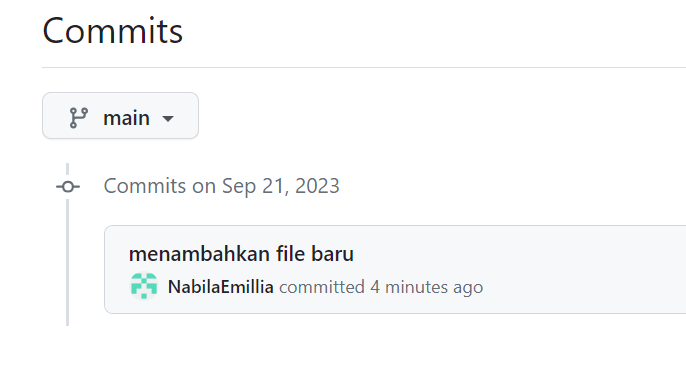 Commits
main
Commits on Sep 21, 2023
menambahkan file baru
NabilaEmillia committed 4 minutes ago